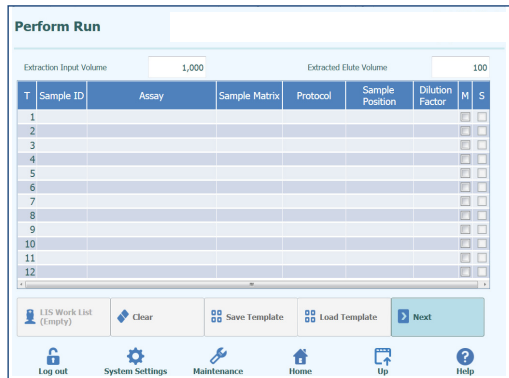 Perform Run
Extraction Input Volume 1,000 Extracted Elute Volume 100
T Sample ID Assay Sample Matrix Protocol Sample Position Dilution Factor M S
1
2
3
4
5
6
7
8
9
10
11
12
LIS Work List (Empty) Clear Save Template Load Template Next
Log out System Settings Maintenance Home Up Help